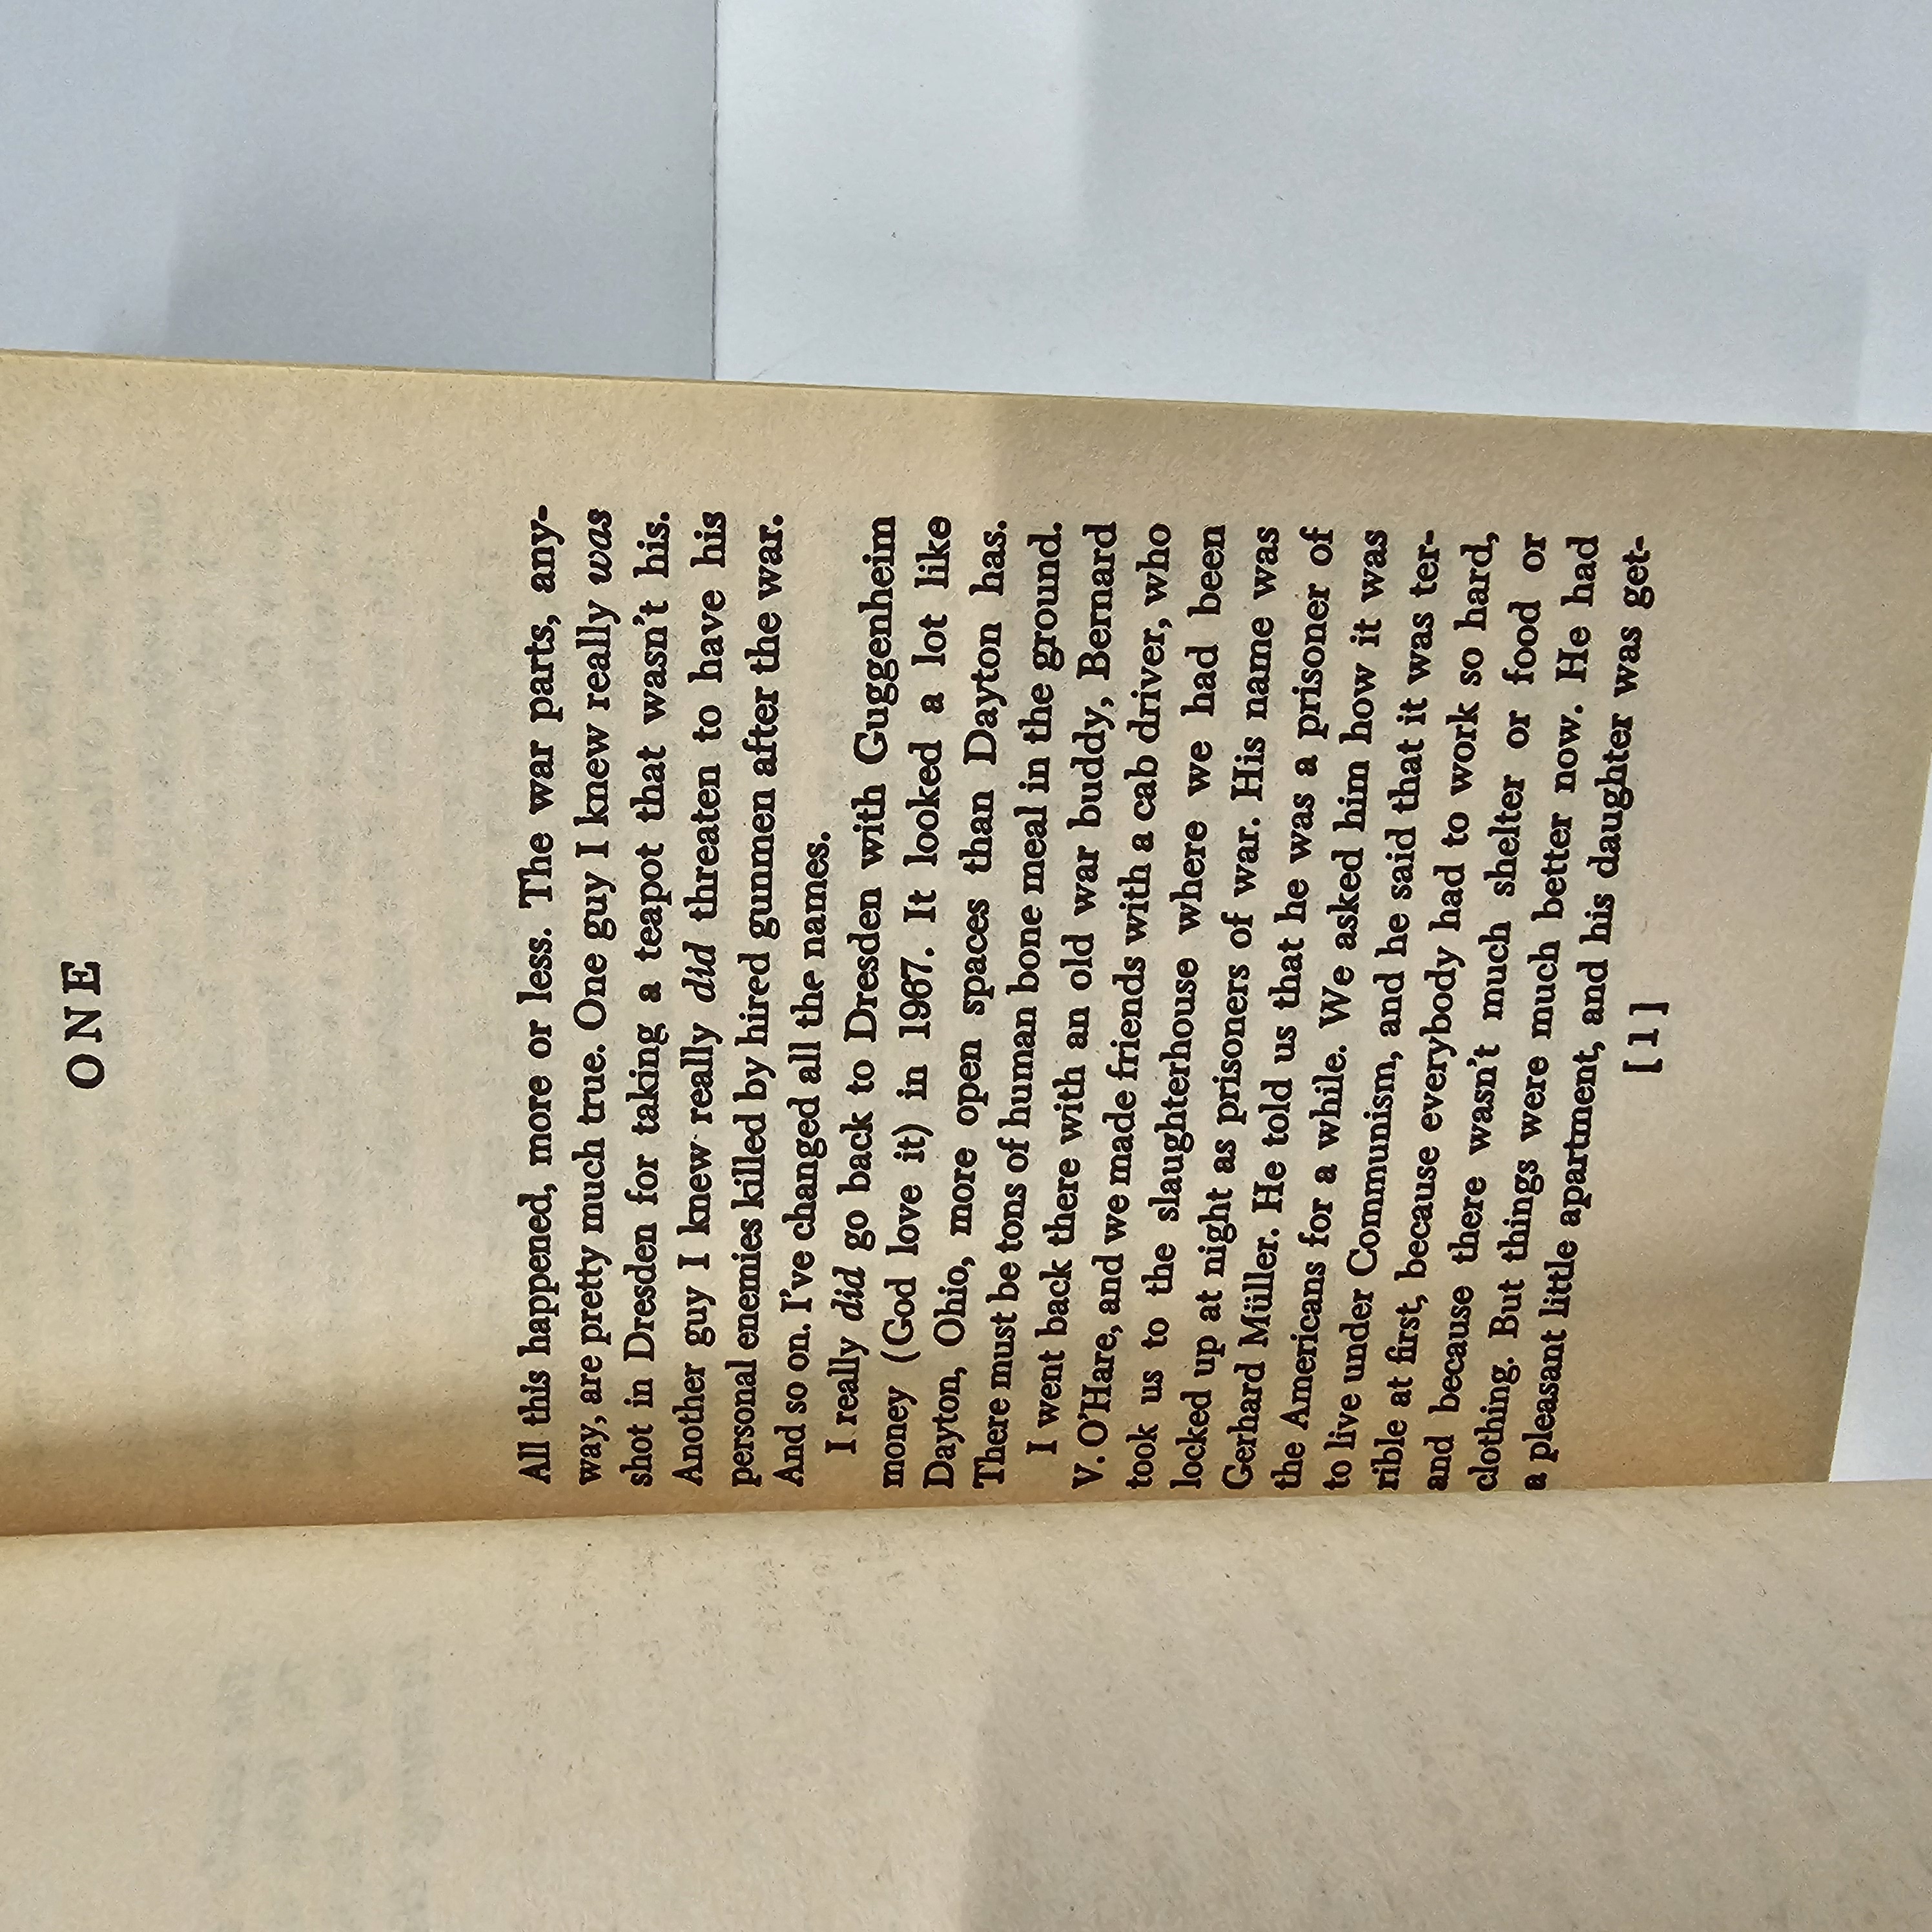 ONE
All this happened, more or less. The war parts, any-
way, are pretty much true. One guy I knew really was
shot in Dresden for taking a teapot that wasn't his.
Another guy I knew really did threaten to have his
personal enemies killed by hired gunmen after the war.
And so on. I've changed all the names.
I really did go back to Dresden with Guggenheim
money (God love it) in 1967. It looked a lot like
Dayton, Ohio, more open spaces than Dayton has.
There must be tons of human bone meal in the ground.
I went back there with an old war buddy, Bernard
V. O'Hare, and we made friends with a cab driver, who
took us to the slaughterhouse where we had been
locked up at night as prisoners of war. His name was
Gerhard Müller. He told us that he was a prisoner of
the Americans for a while. We asked him how it was
to live under Communism, and he said that it was ter-
rible at first, because everybody had to work so hard,
and because there wasn't much shelter or food or
clothing. But things were much better now. He had
a pleasant little apartment, and his daughter was get-
[1]